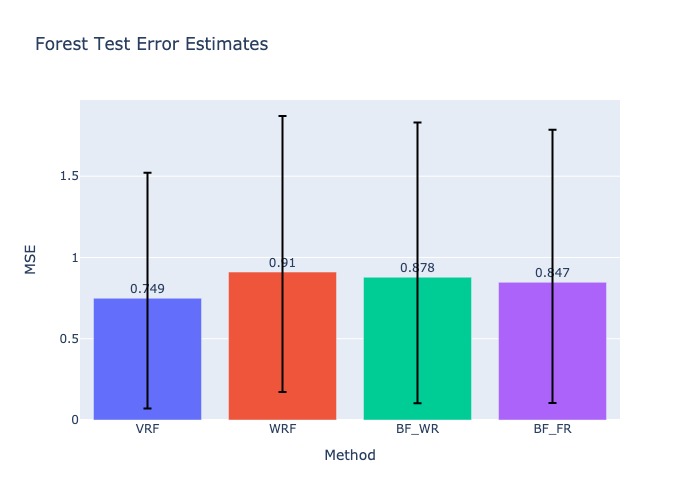 Forest Test Error Estimates
MSE
1.5
1
0.5
0
0.749
0.91
0.878
0.847
VRF
WRF
BF_WR
BF_FR
Method